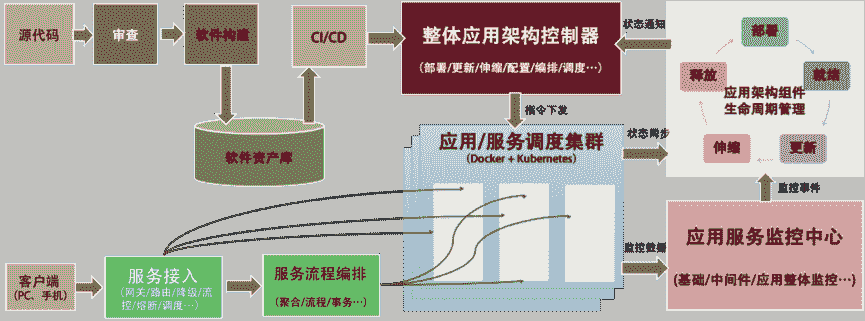 源代码
审查
软件构建
CI/CD
整体应用架构控制器
(部署/更新/伸缩/配置/编排/调度…)
状态通知
部署
释放
就绪
应用架构组件
生命周期管理
伸缩
更新
指令下发
软件资产库
应用/服务调度集群
(Docker + Kubernetes)
状态同步
监控事件
监控数据
应用服务监控中心
(基础/中间件/应用整体监控…)
客户端
(PC、手机)
服务接入
(网关/路由/降级/流
控/熔断/调度…)
服务流程编排
(聚合/流程/事务…)